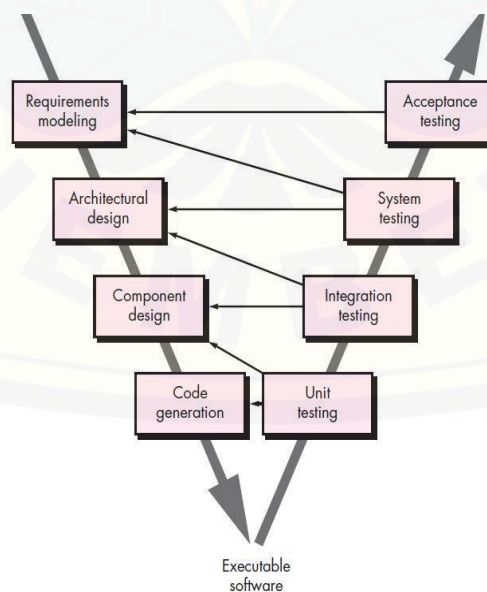 Requirements
modeling
Acceptance
testing
Architectural
design
System
testing
Component
design
Integration
testing
Code
generation
Unit
testing
Executable
software